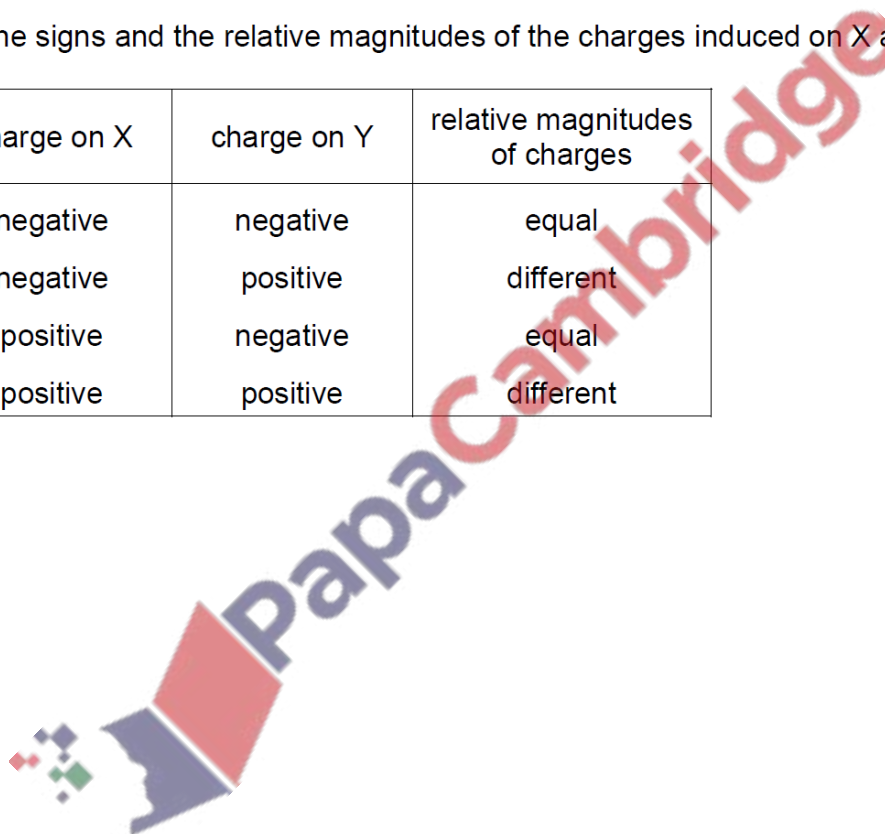 he signs and the relative magnitudes of the charges induced on X a
arge on X charge on Y relative magnitudes
of charges
negative negative equal
negative positive different
positive negative equal
positive positive different
PapaCambridge